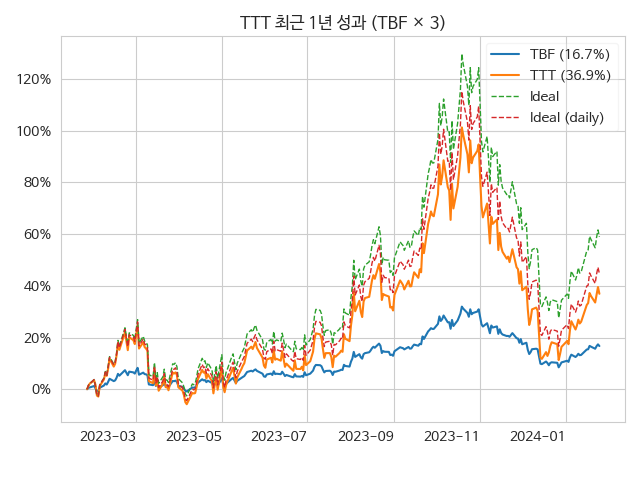 TTT 최근 1년 성과 (TBF × 3)
TBF (16.7%)
TTT (36.9%)
Ideal
Ideal (daily)
120%
100%
80%
60%
40%
20%
0%
2023−03
2023−05
2023−07
2023−09
2023−11
2024−01